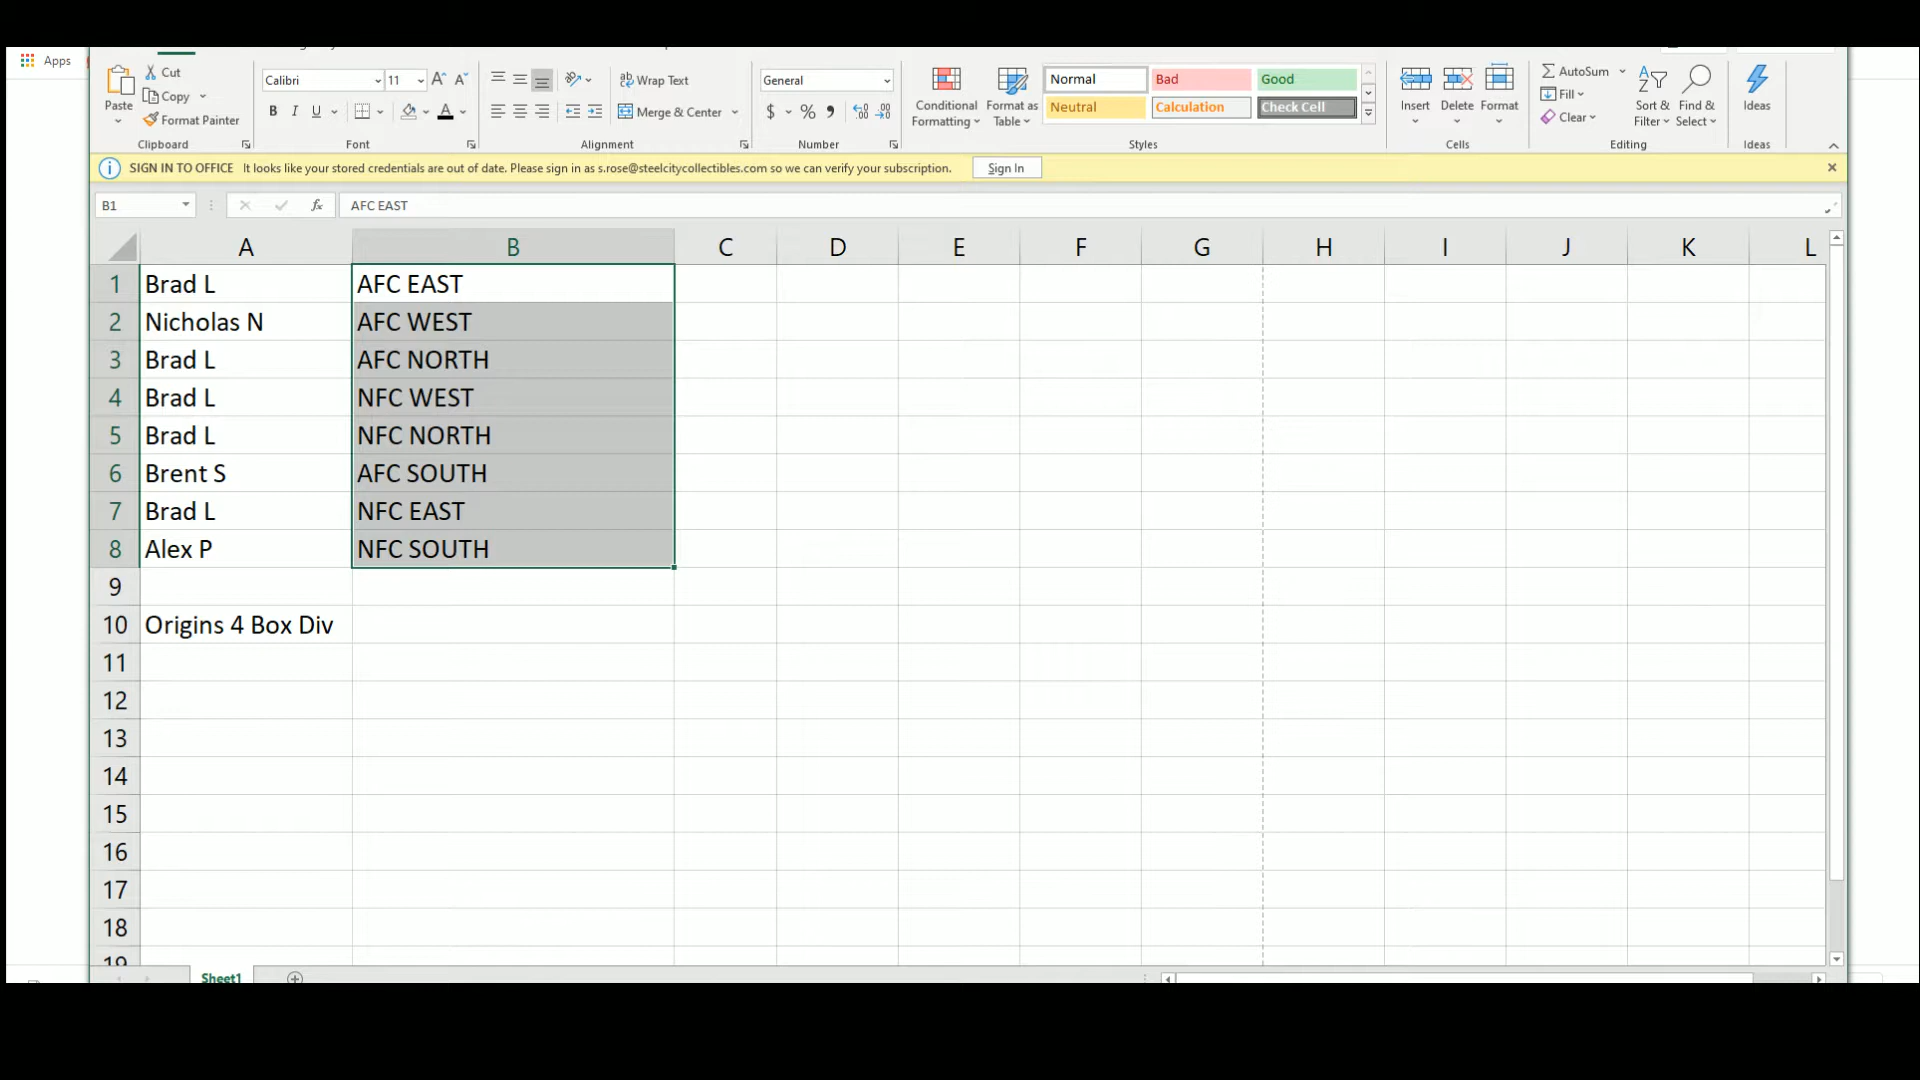 Apps
Cut
Copy
Format Painter
Paste
Clipboard
Calibri 11
B I U A
Font
Wrap Text
Merge & Center
Alignment
General
$ % ,
Number
Conditional Formatting
Format as Table
Normal Bad Good
Neutral Calculation Check Cell
Styles
Insert Delete Format
Cells
AutoSum
Fill
Clear
Sort & Filter
Find & Select
Editing
Ideas
Ideas
SIGN IN TO OFFICE It looks like your stored credentials are out of date. Please sign in as s.rose@steelcitycollectibles.com so we can verify your subscription. Sign In
B1 fx AFC EAST
A B C D E F G H I J K L
1 Brad L AFC EAST
2 Nicholas N AFC WEST
3 Brad L AFC NORTH
4 Brad L NFC WEST
5 Brad L NFC NORTH
6 Brent S AFC SOUTH
7 Brad L NFC EAST
8 Alex P NFC SOUTH
9
10 Origins 4 Box Div
11
12
13
14
15
16
17
18
19
Sheet1